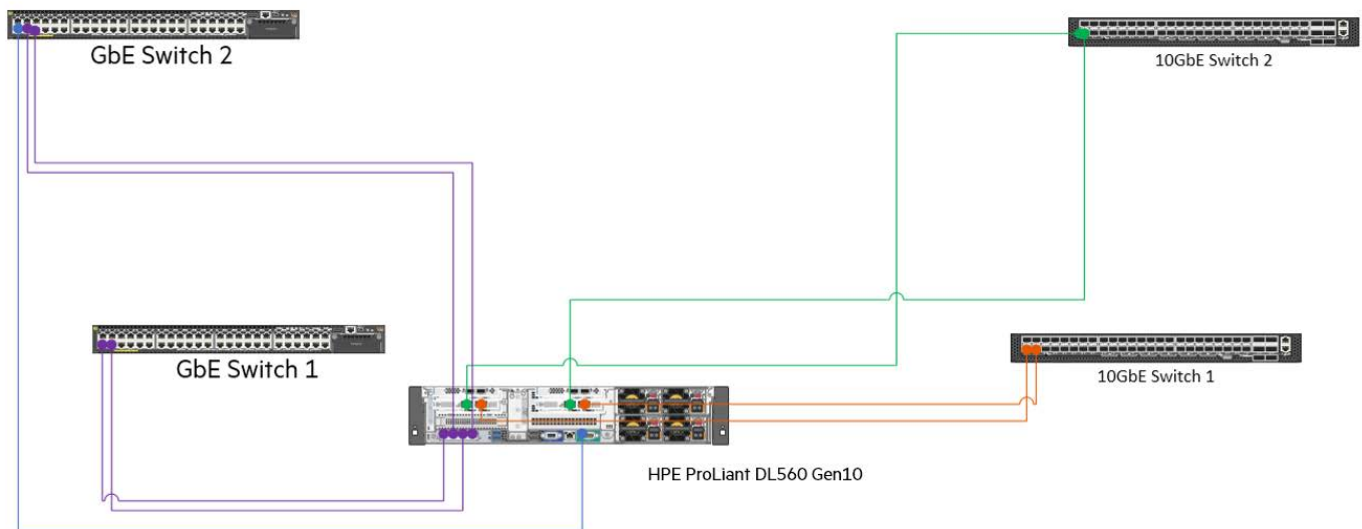 GbE Switch 2
10GbE Switch 2
GbE Switch 1
10GbE Switch 1
HPE ProLiant DL560 Gen10